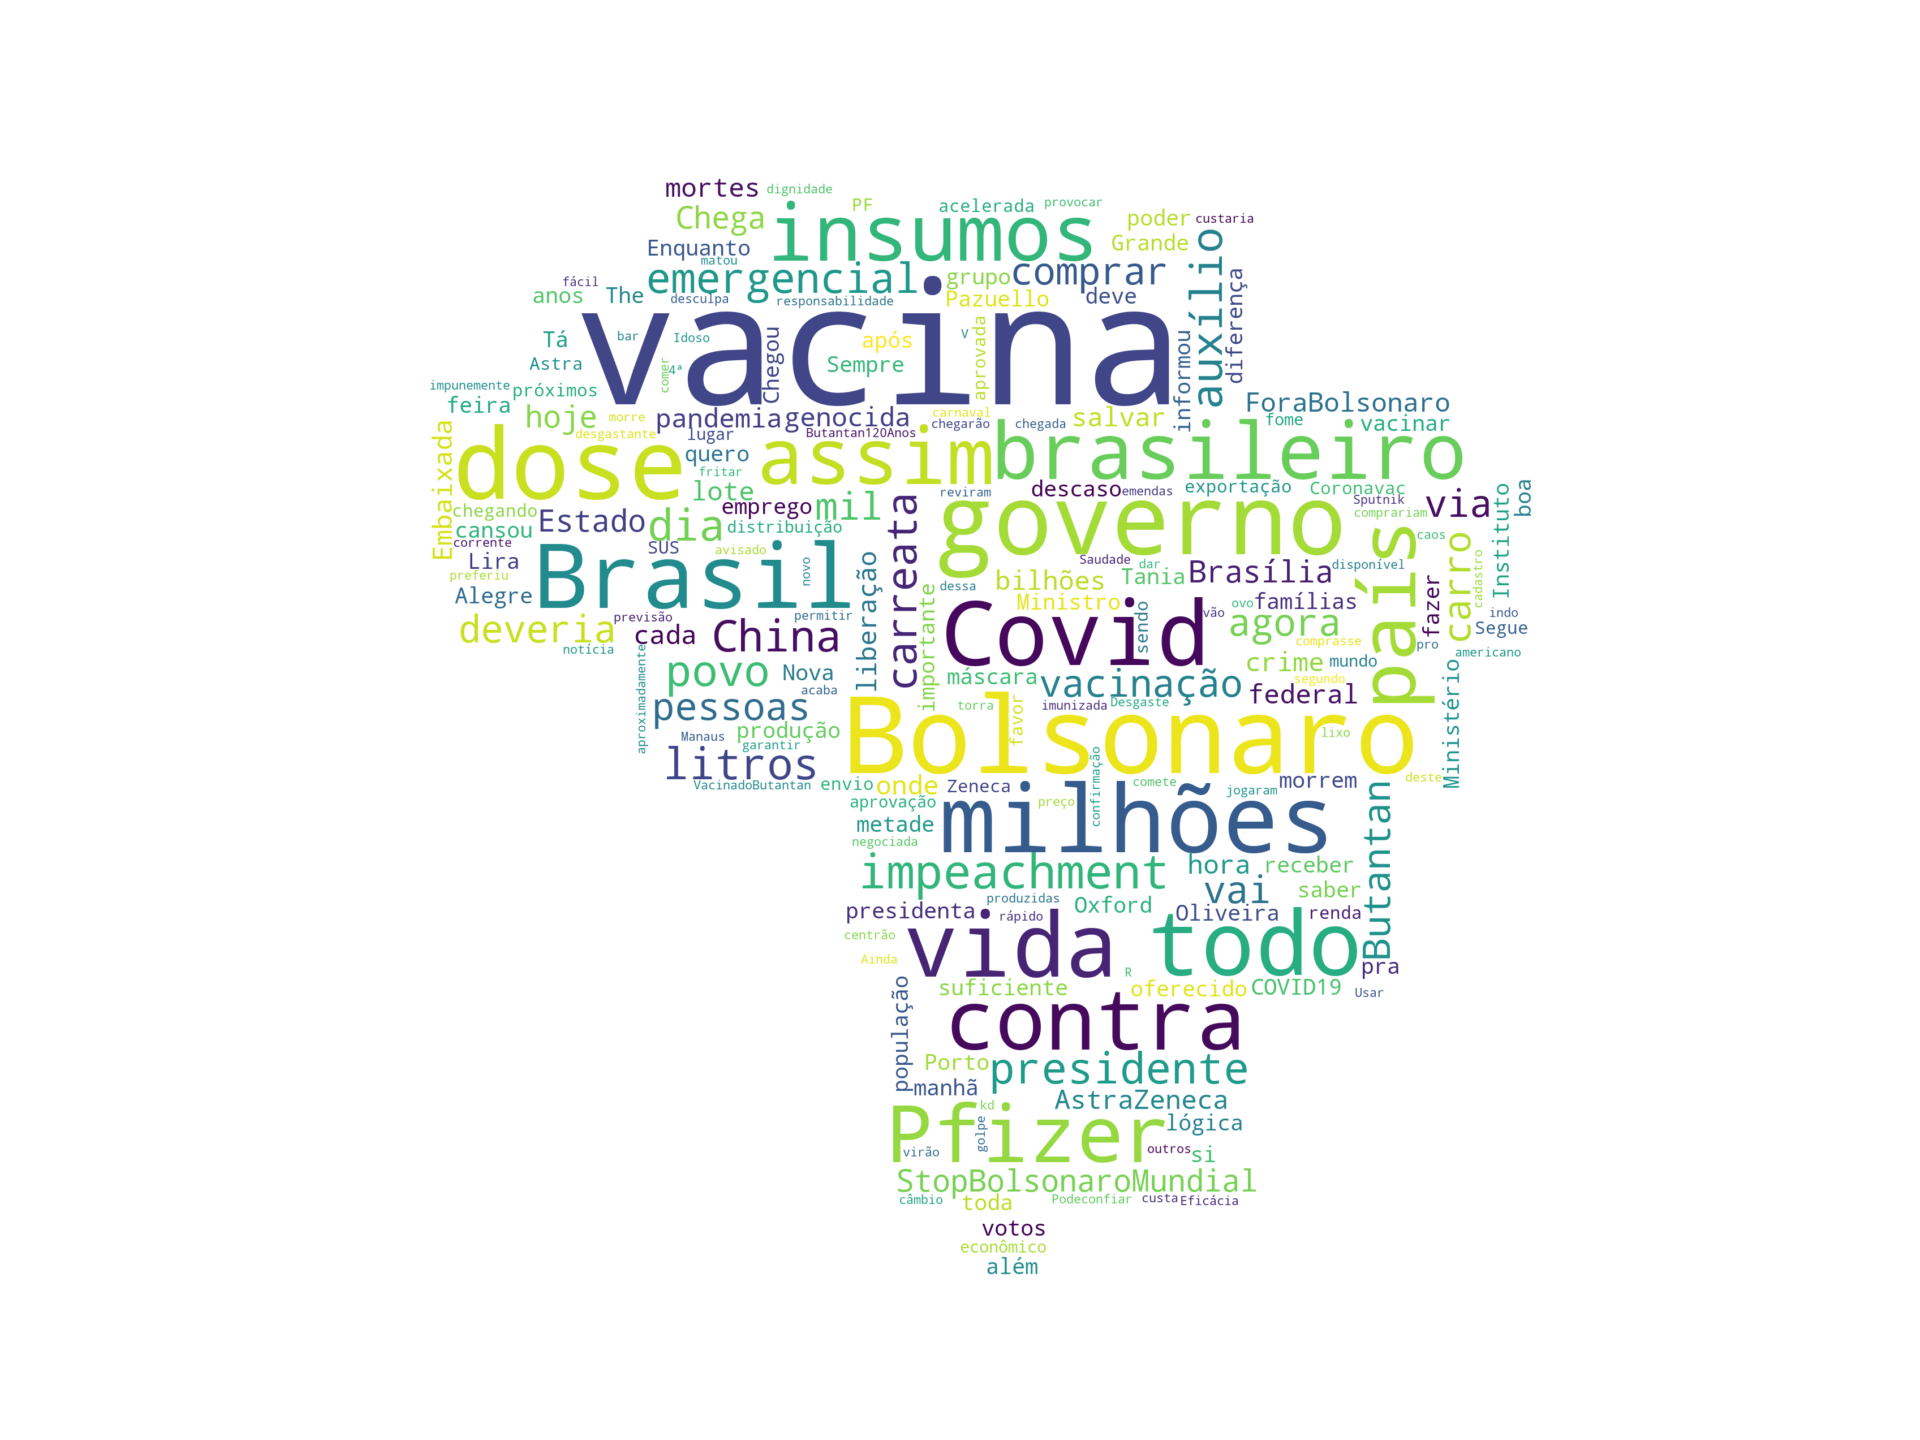 mortes dignidade
Chega PF acelerada provocar poder custaria
insumos
Enquanto Grande
matou emergencial grupo comprar auxílio diferença
fácil anos The desculpa responsabilidade Pazuello deve
vacina
Tá bar Idoso Chegou após V aprovada informou
Astra 4ª comer Sempre
impunemente próximos
feira hoje morre pandemia genocida carnaval salvar ForaBolsonaro
desgastante lugar Butantan120Anos chegarão chegada fome vacinar
Embaixada dose quero assim brasileiro
fritar
lote reviram descaso emendas exportação Coronavac Sputnik via Instituto boa
chegando Estado dia emprego mil carreata governo comprariam
cansou distribuição país caos
corrente Lira SUS avisado Saudade dar Brasília disponível carro cadastro
preferiu Brasil novo liberação dessa bilhões Tania
Alegre importante Ministro sendo ovo famílias fazer indo
previsão permitir Covid vão
deveria cada China agora pro Segue
notícia comprasse americano
aproximadamente povo Nova máscara vacinação crime mundo
acaba segundo Ministério
pessoas produção torra favor imunizada Desgaste federal
Manaus garantir Bolsonaro lixo
litros confirmação
VacinadoButantan envio onde Zeneca comete jogaram morrem deste
aprovação preço milhões Butantan
metade
negociada
impeachment hora receber
produzidas vai saber
presidenta rápido Oxford Oliveira renda
centrão vida todo
Ainda R pra
população suficiente oferecido COVID19 Usar
contra
Porto presidente
manhã
kd AstraZeneca
Pfizer golpe lógica
virão outros si
StopBolsonaroMundial
câmbio toda Podeconfiar custa Eficácia
votos
econômico
além